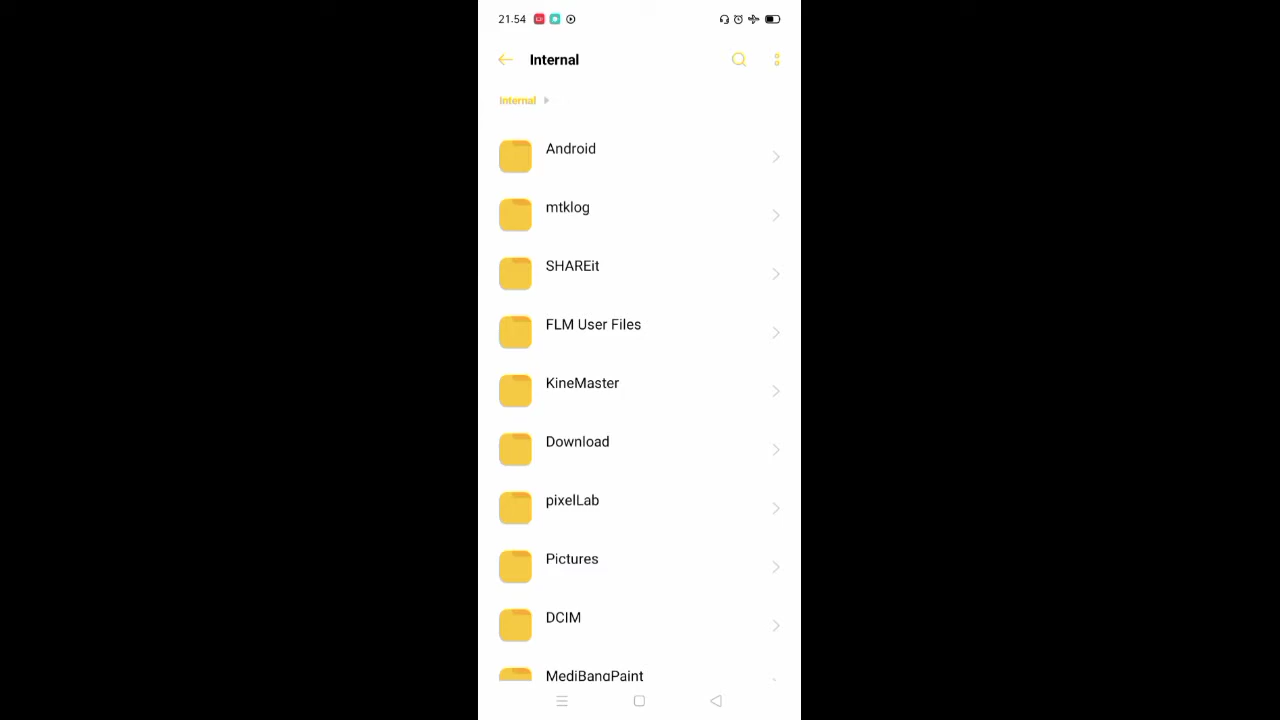 21.54
Internal
Internal
Android
mtklog
SHAREit
FLM User Files
KineMaster
Download
pixelLab
Pictures
DCIM
MediBangPaint